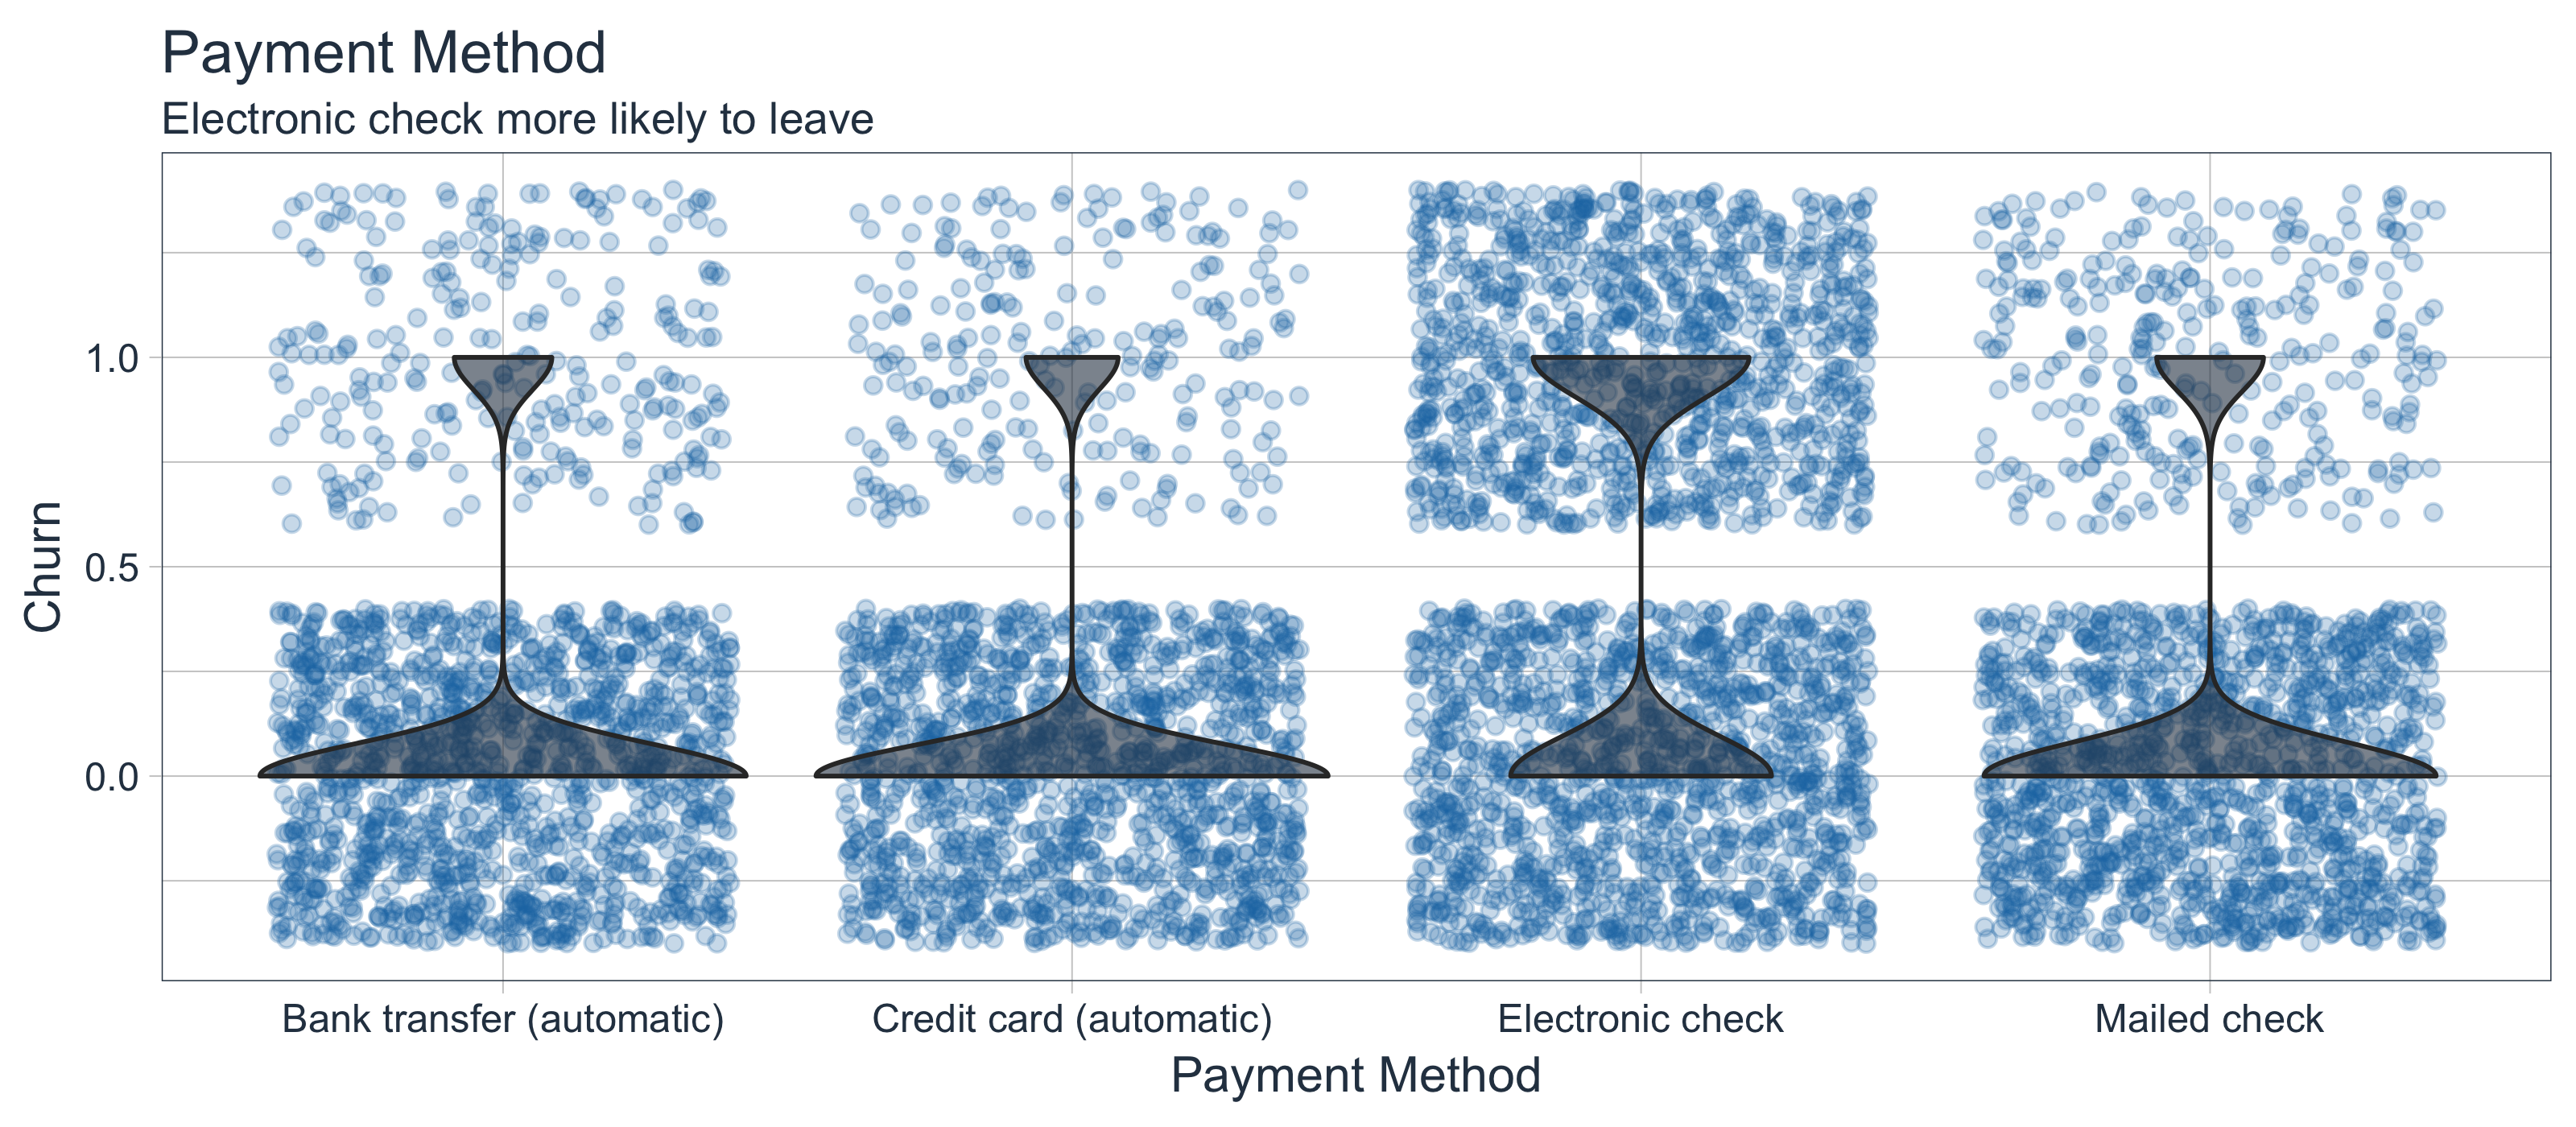 Payment Method
Electronic check more likely to leave
Churn
1.0
0.5
0.0
Bank transfer (automatic)
Credit card (automatic)
Electronic check
Mailed check
Payment Method